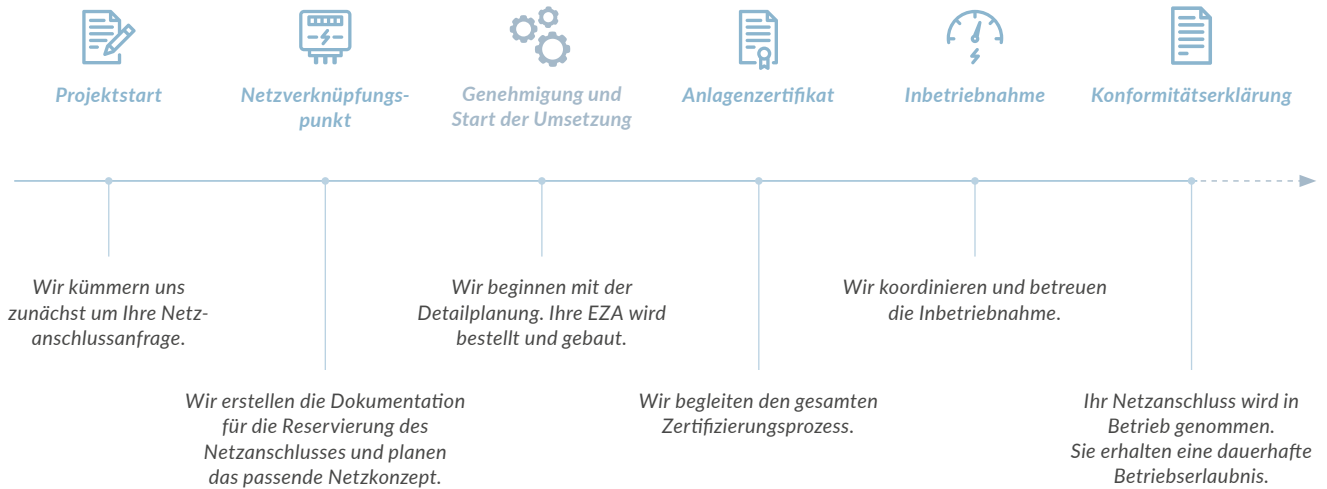 Projektstart
Netzverknüpfungs-
punkt
Genehmigung und
Start der Umsetzung
Anlagenzertifikat
Inbetriebnahme
Konformitätserklärung
Wir kümmern uns
zunächst um Ihre Netz-
anschlussanfrage.
Wir erstellen die Dokumentation
für die Reservierung des
Netzanschlusses und planen
das passende Netzkonzept.
Wir beginnen mit der
Detailplanung. Ihre EZA wird
bestellt und gebaut.
Wir begleiten den gesamten
Zertifizierungsprozess.
Wir koordinieren und betreuen
die Inbetriebnahme.
Ihr Netzanschluss wird in
Betrieb genommen.
Sie erhalten eine dauerhafte
Betriebserlaubnis.